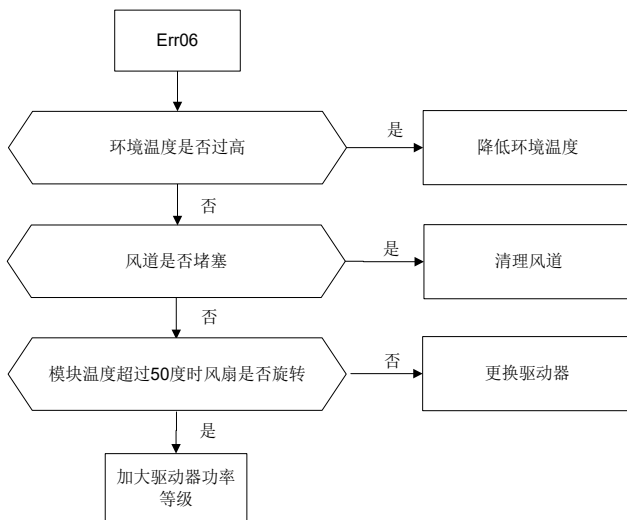 Err06
环境温度是否过高
是
降低环境温度
否
风道是否堵塞
是
清理风道
否
模块温度超过50度时风扇是否旋转
否
更换驱动器
是
加大驱动器功率
等级